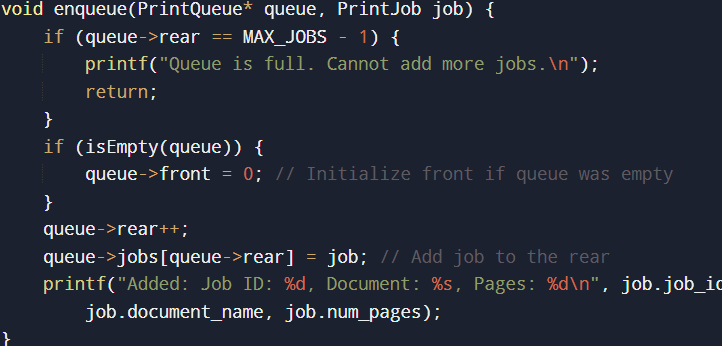 void enqueue(PrintQueue* queue, PrintJob job) {
    if (queue->rear == MAX_JOBS - 1) {
        printf("Queue is full. Cannot add more jobs.\n");
        return;
    }
    if (isEmpty(queue)) {
        queue->front = 0; // Initialize front if queue was empty
    }
    queue->rear++;
    queue->jobs[queue->rear] = job; // Add job to the rear
    printf("Added: Job ID: %d, Document: %s, Pages: %d\n", job.job_id
        job.document_name, job.num_pages);
}